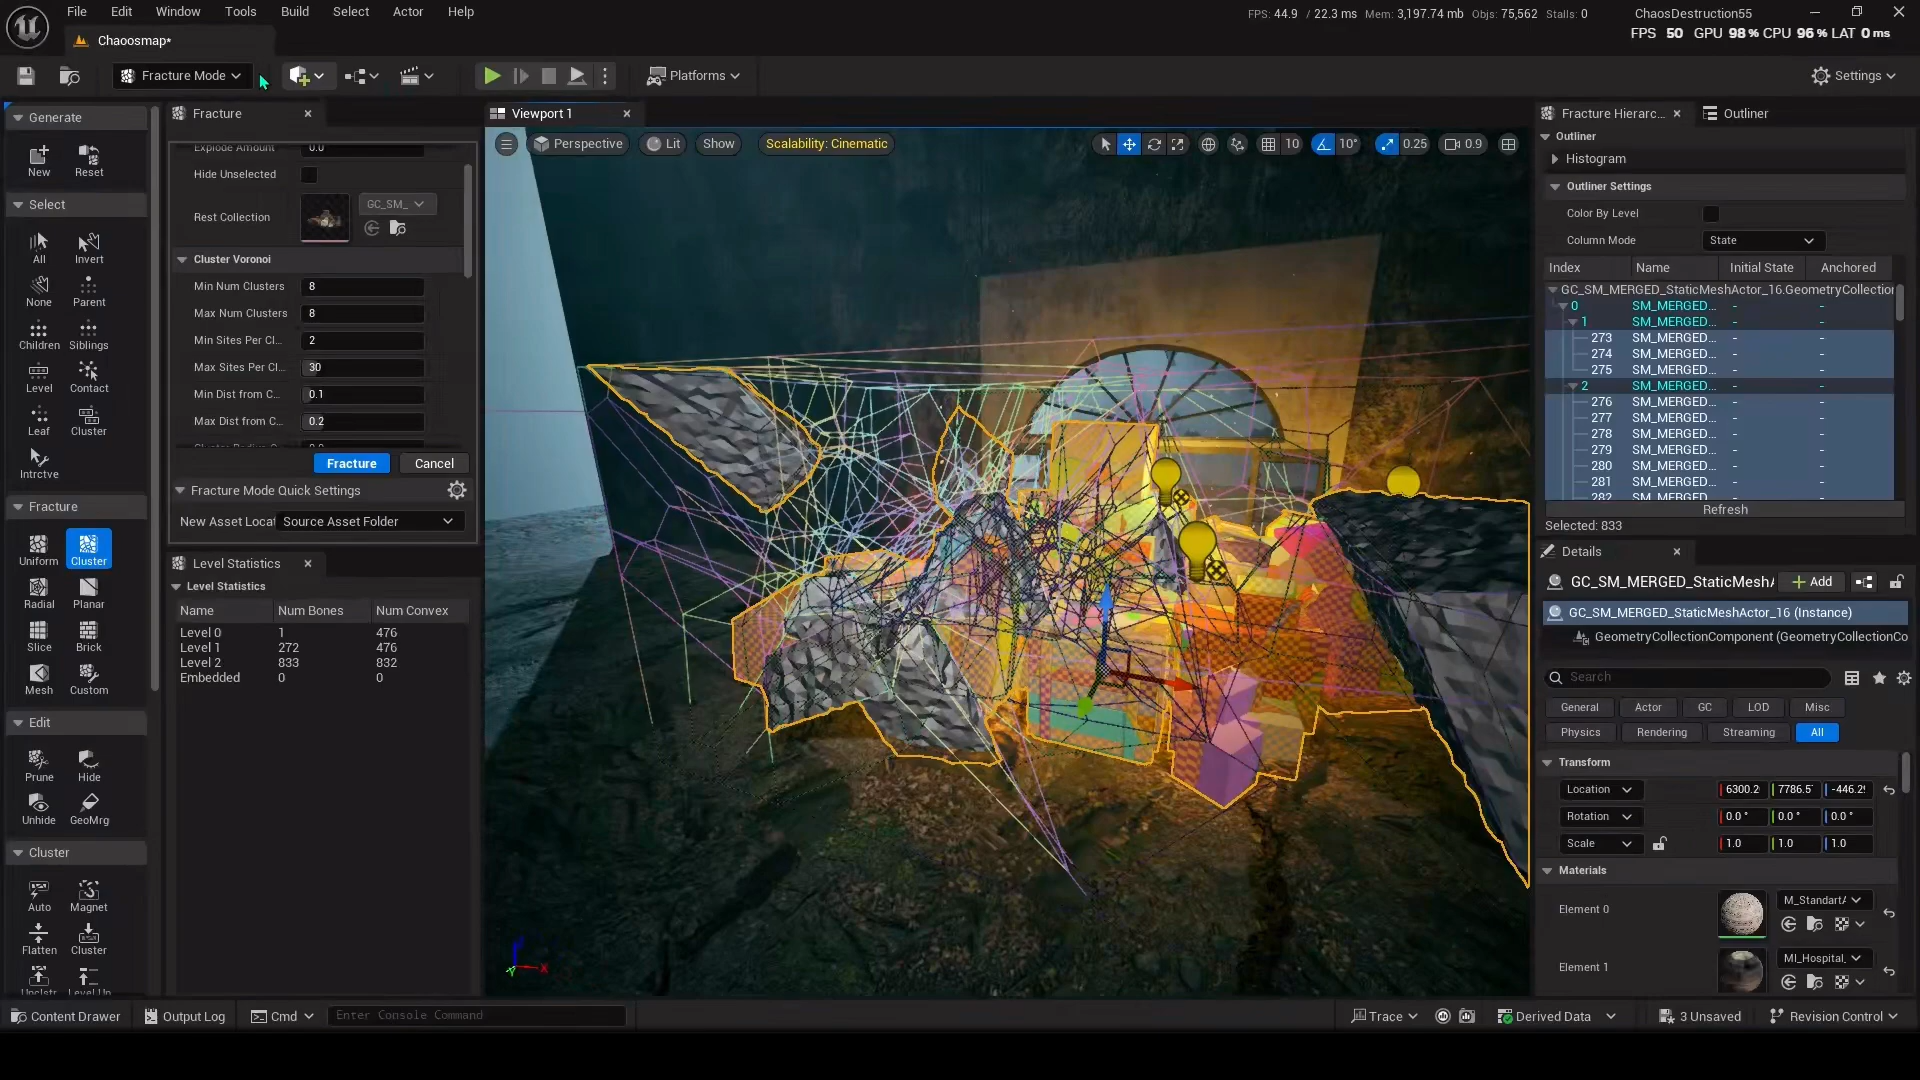 File Edit Window Tools Build Select Actor Help
FPS: 44.9 / 22.3 ms Mem: 3,197.74 mb Objs: 75,562 Stalls: 0
ChaosDestruction55
FPS 50 GPU 98 % CPU 96 % LAT 0 ms
Chaoosmap*
Fracture Mode
Platforms
Settings
Generate
New Reset
Select
All Invert
None Parent
Children Siblings
Level Contact
Leaf Cluster
Intrctve
Fracture
Uniform Cluster
Radial Planar
Slice Brick
Mesh Custom
Edit
Prune Hide
Unhide GeoMrg
Cluster
Auto Magnet
Flatten Cluster
Fracture
Explode Amount 0.0
Hide Unselected
Rest Collection GC_SM_
Cluster Voronoi
Min Num Clusters 8
Max Num Clusters 8
Min Sites Per Cl... 2
Max Sites Per Cl... 30
Min Dist from C... 0.1
Max Dist from C... 0.2
Fracture Cancel
Fracture Mode Quick Settings
New Asset Locat Source Asset Folder
Level Statistics
Level Statistics
Name Num Bones Num Convex
Level 0 1 476
Level 1 272 476
Level 2 833 832
Embedded 0 0
Viewport 1
Perspective Lit Show Scalability: Cinematic
10 10° 0.25 0.9
X
Fracture Hierarc... Outliner
Outliner
Histogram
Outliner Settings
Color By Level
Column Mode State
Index Name Initial State Anchored
GC_SM_MERGED_StaticMeshActor_16.GeometryCollection
0 SM_MERGED... - -
1 SM_MERGED... - -
273 SM_MERGED... - -
274 SM_MERGED... - -
275 SM_MERGED... - -
2 SM_MERGED... - -
276 SM_MERGED... - -
277 SM_MERGED... - -
278 SM_MERGED... - -
279 SM_MERGED... - -
280 SM_MERGED... - -
281 SM_MERGED... - -
282 SM_MERGED... - -
Refresh
Selected: 833
Details
GC_SM_MERGED_StaticMeshA
Add
GC_SM_MERGED_StaticMeshActor_16 (Instance)
GeometryCollectionComponent (GeometryCollectionCo
Search
General Actor GC LOD Misc
Physics Rendering Streaming All
Transform
Location 6300.2 7786.5 -446.2
Rotation 0.0 ° 0.0 ° 0.0 °
Scale 1.0 1.0 1.0
Materials
Element 0 M_StandartA
Element 1 MI_Hospital_
Content Drawer Output Log Cmd Enter Console Command
Trace Derived Data 3 Unsaved Revision Control